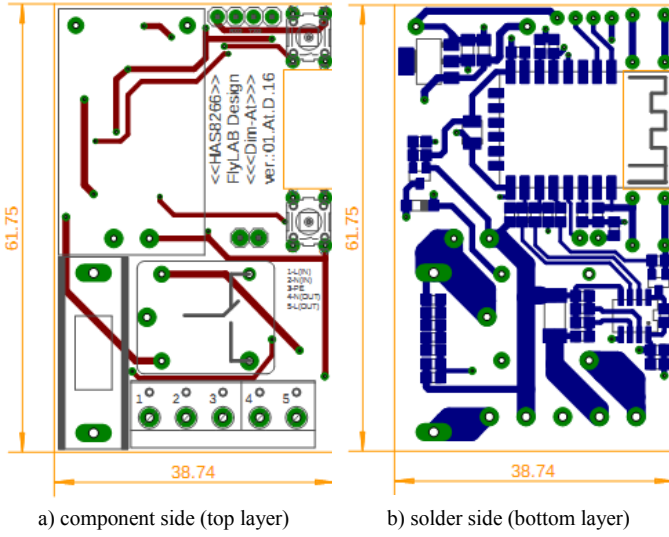 <<HAS8266>>
FlyLAB Design
<<<Dim-At>>>
ver.:01.At.D.16
1-L(IN)
2-N(IN)
3-PE
4-N(OUT)
5-L(OUT)
1 2 3 4 5
61.75
38.74
61.75
38.74
a) component side (top layer)
b) solder side (bottom layer)